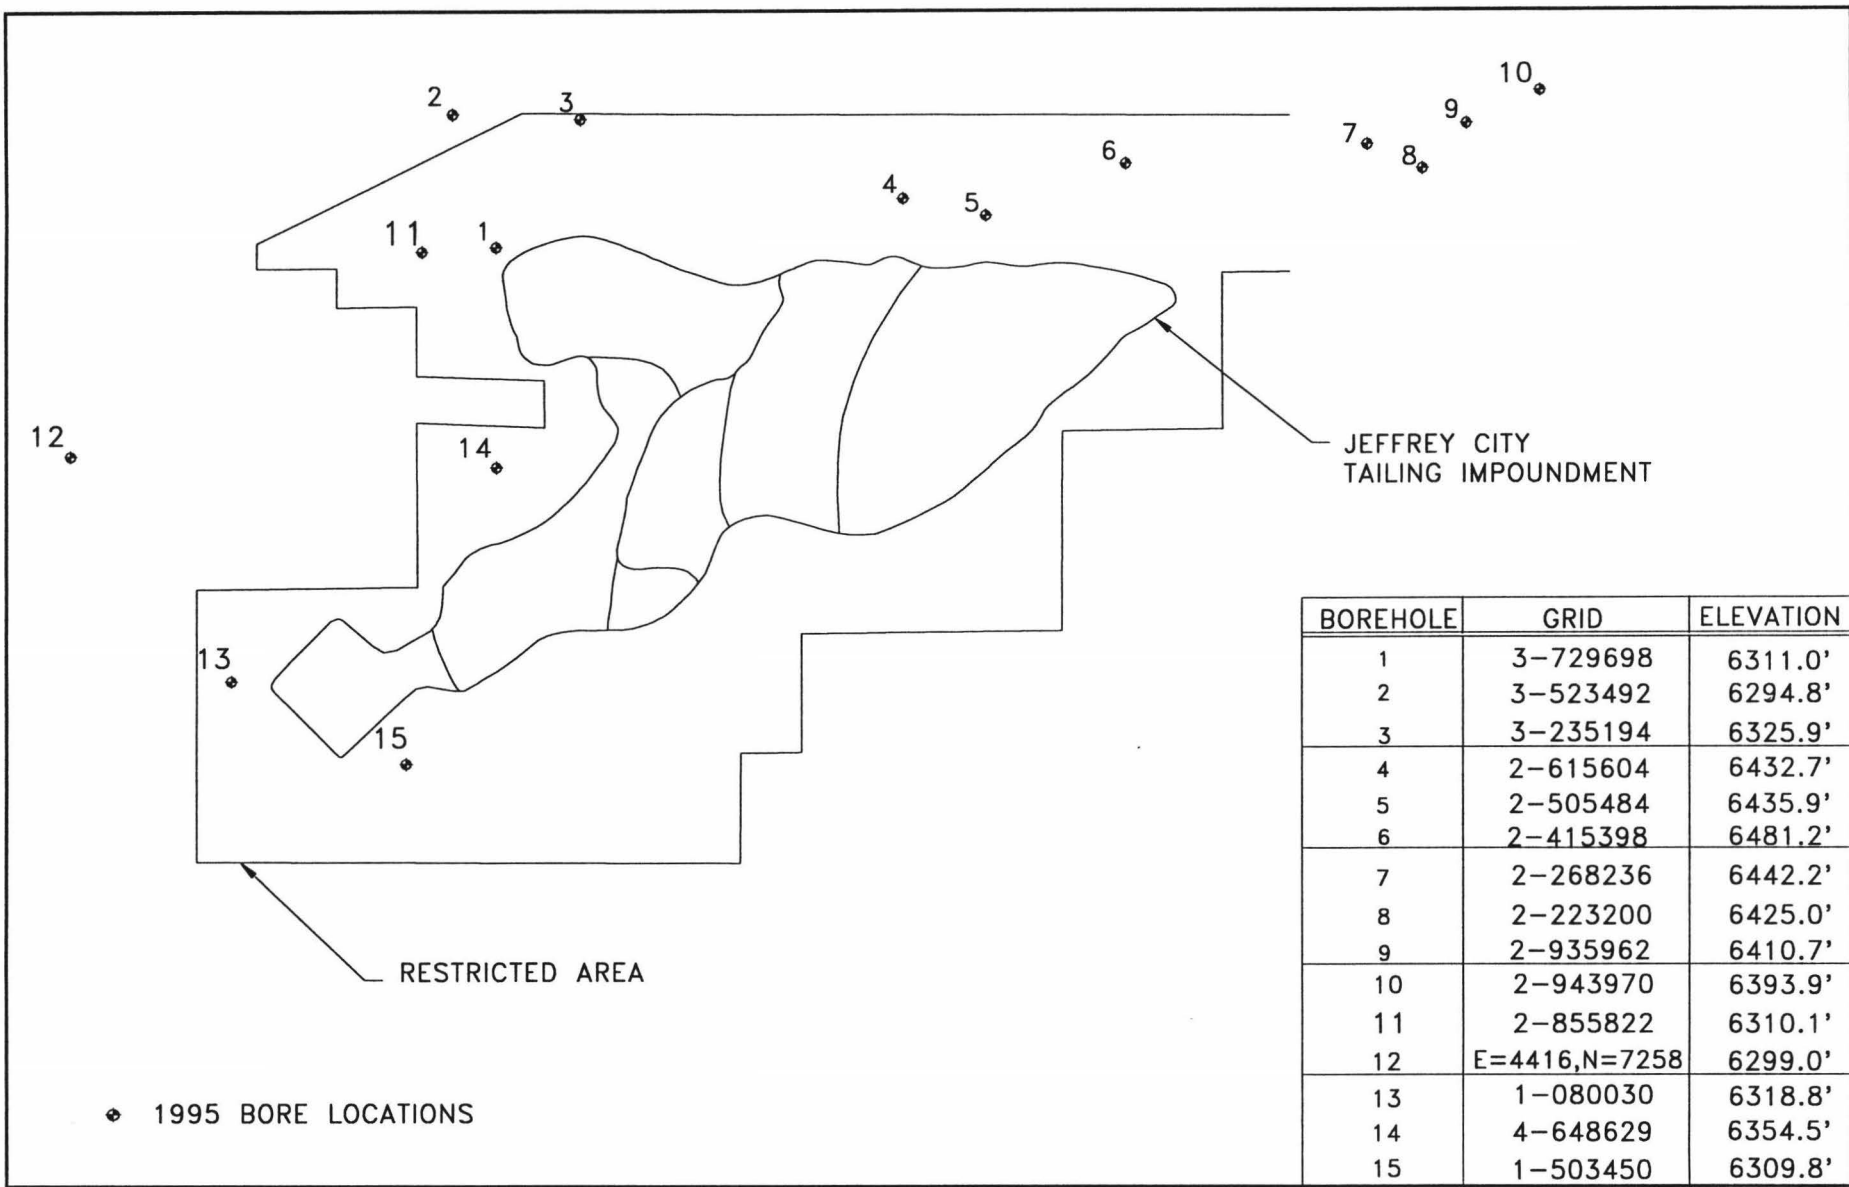 10
2
3
9
7
8
6
4
5
11
1
12
14
JEFFREY CITY
TAILING IMPOUNDMENT
13
15
RESTRICTED AREA
1995 BORE LOCATIONS
BOREHOLE GRID ELEVATION
1 3-729698 6311.0'
2 3-523492 6294.8'
3 3-235194 6325.9'
4 2-615604 6432.7'
5 2-505484 6435.9'
6 2-415398 6481.2'
7 2-268236 6442.2'
8 2-223200 6425.0'
9 2-935962 6410.7'
10 2-943970 6393.9'
11 2-855822 6310.1'
12 E=4416,N=7258 6299.0'
13 1-080030 6318.8'
14 4-648629 6354.5'
15 1-503450 6309.8'